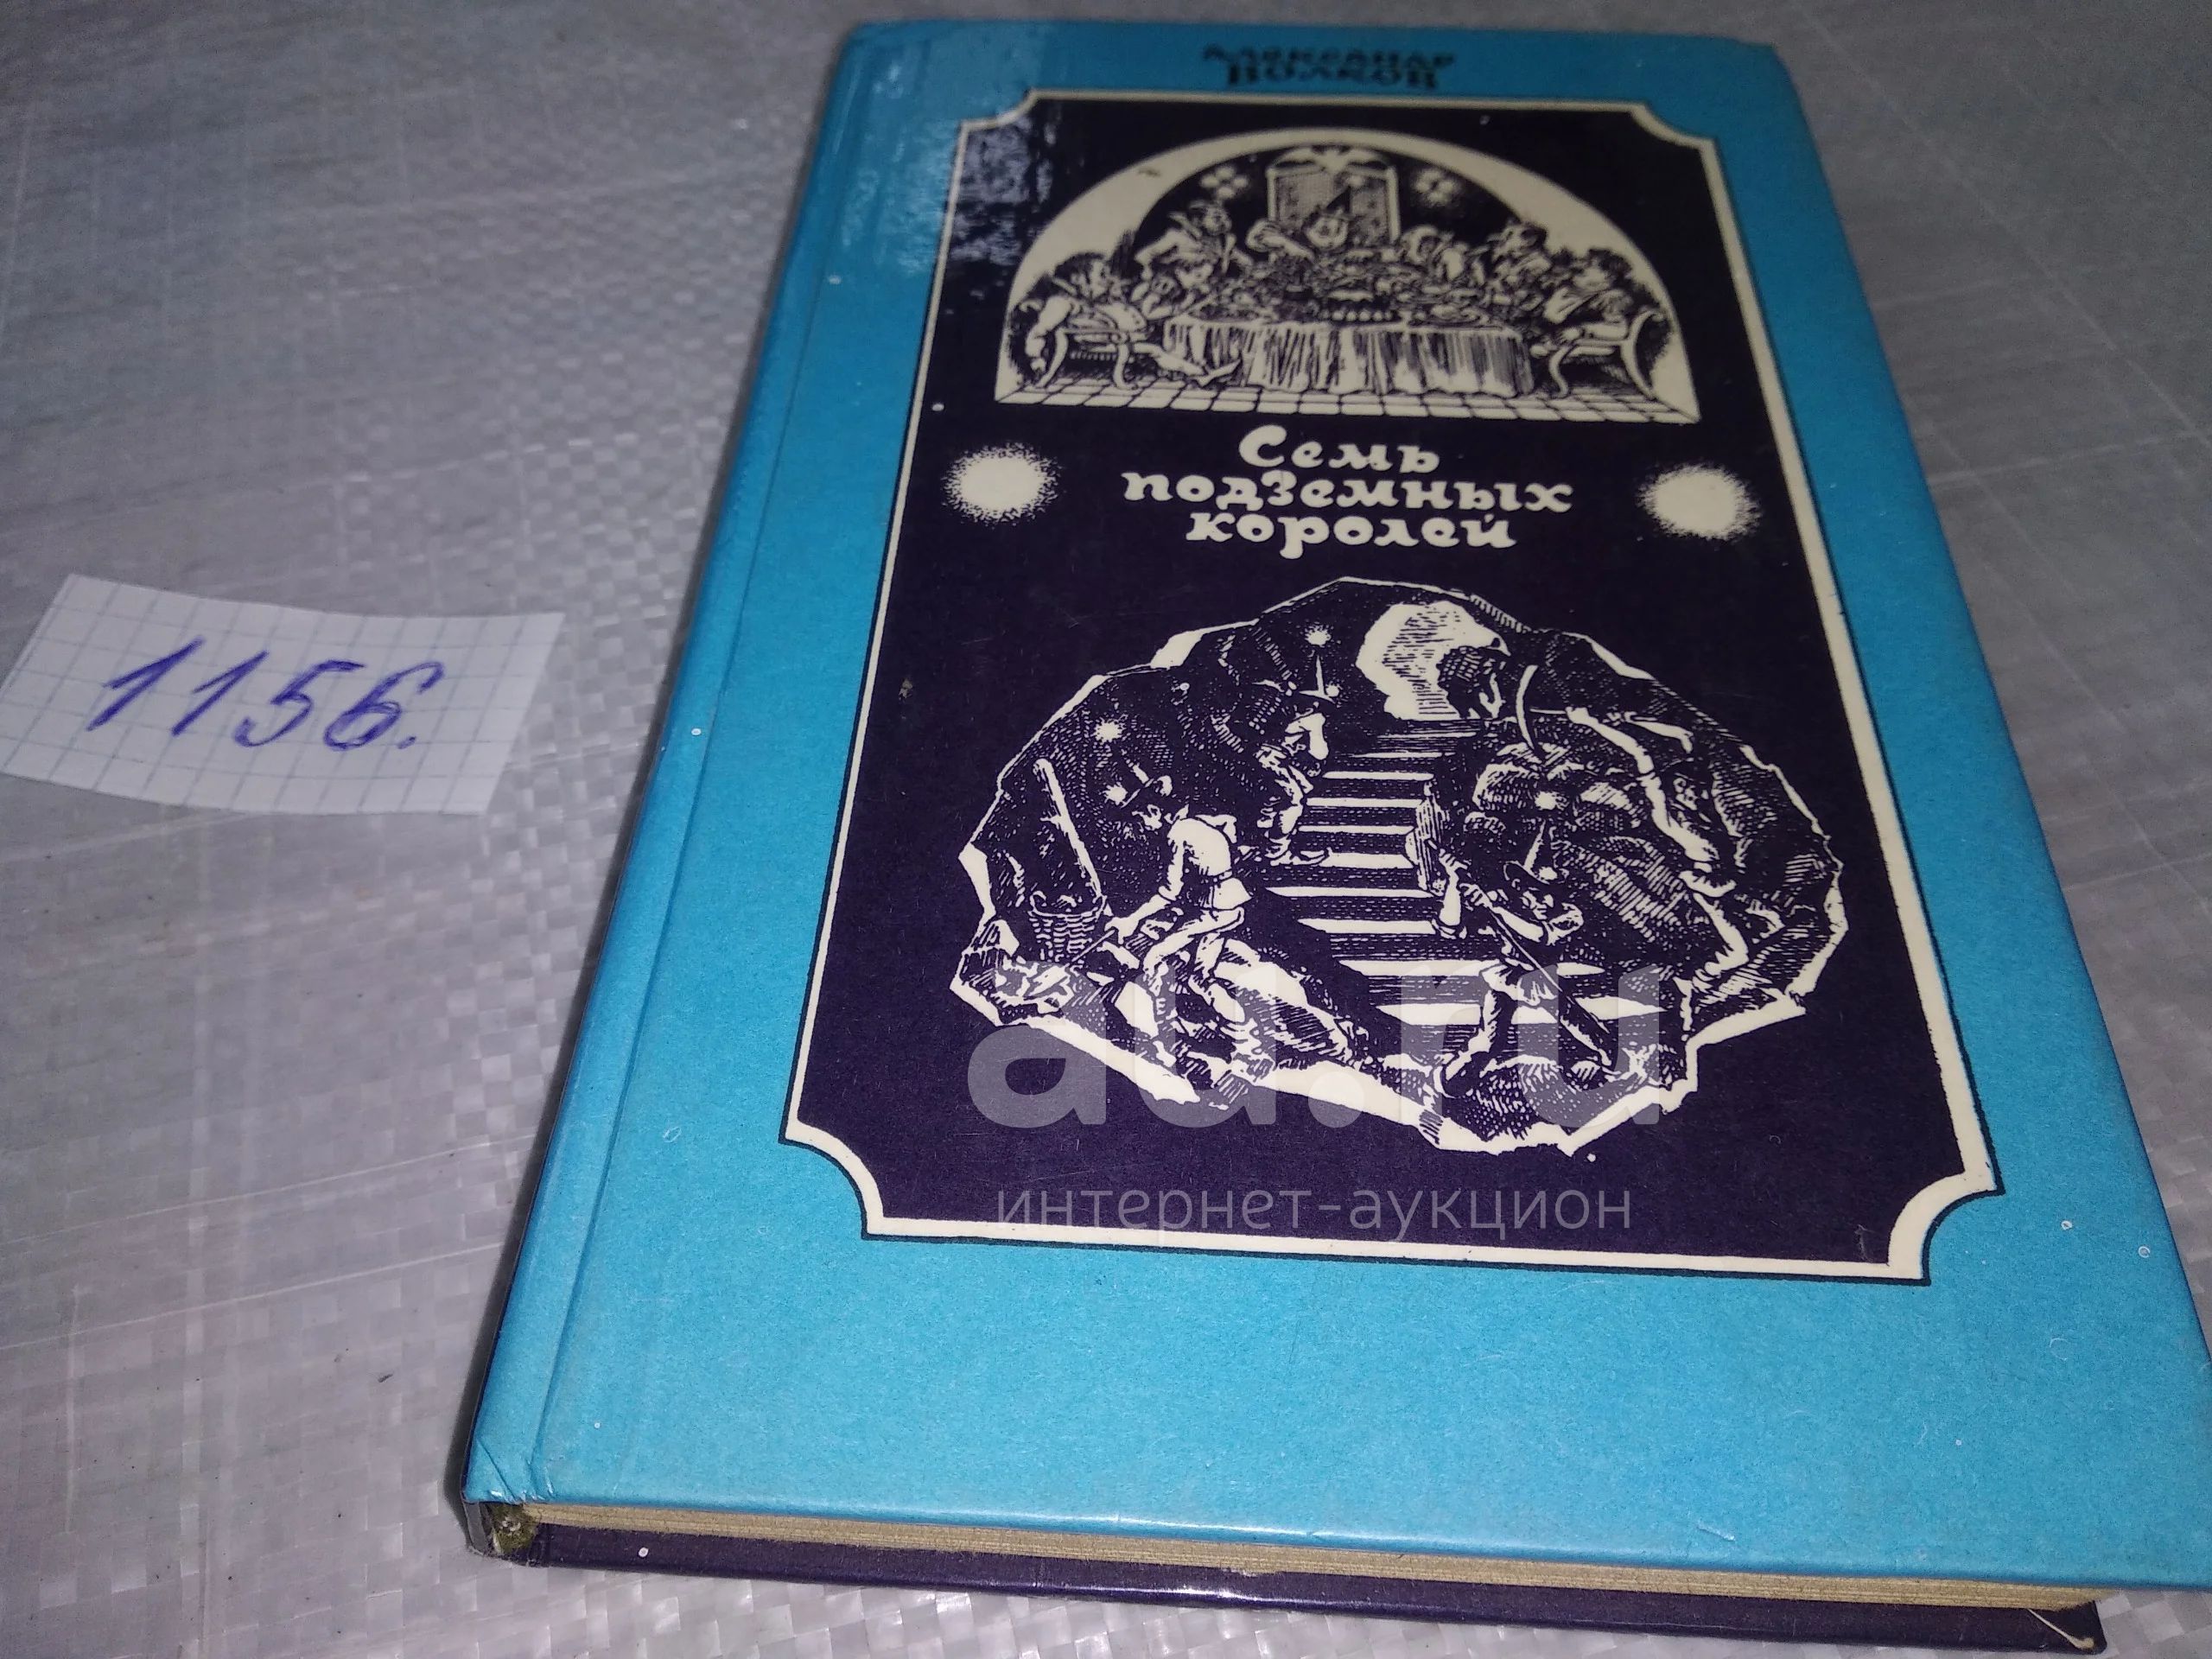 Александр
Волков
Семь
подземных
королей
1156.
au.ru
интернет-аукцион